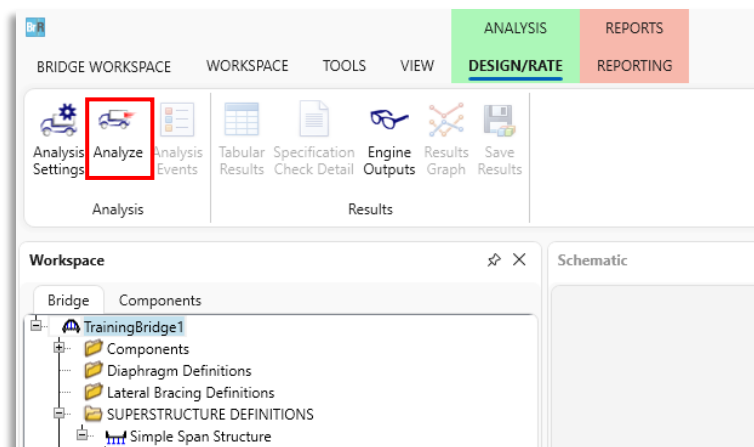 BrR
ANALYSIS REPORTS
BRIDGE WORKSPACE WORKSPACE TOOLS VIEW DESIGN/RATE REPORTING
Analysis Analyze Analysis Tabular Specification Engine Results Save
Settings Events Results Check Detail Outputs Graph Results
Analysis Results
Workspace Schematic
Bridge Components
TrainingBridge1
Components
Diaphragm Definitions
Lateral Bracing Definitions
SUPERSTRUCTURE DEFINITIONS
Simple Span Structure